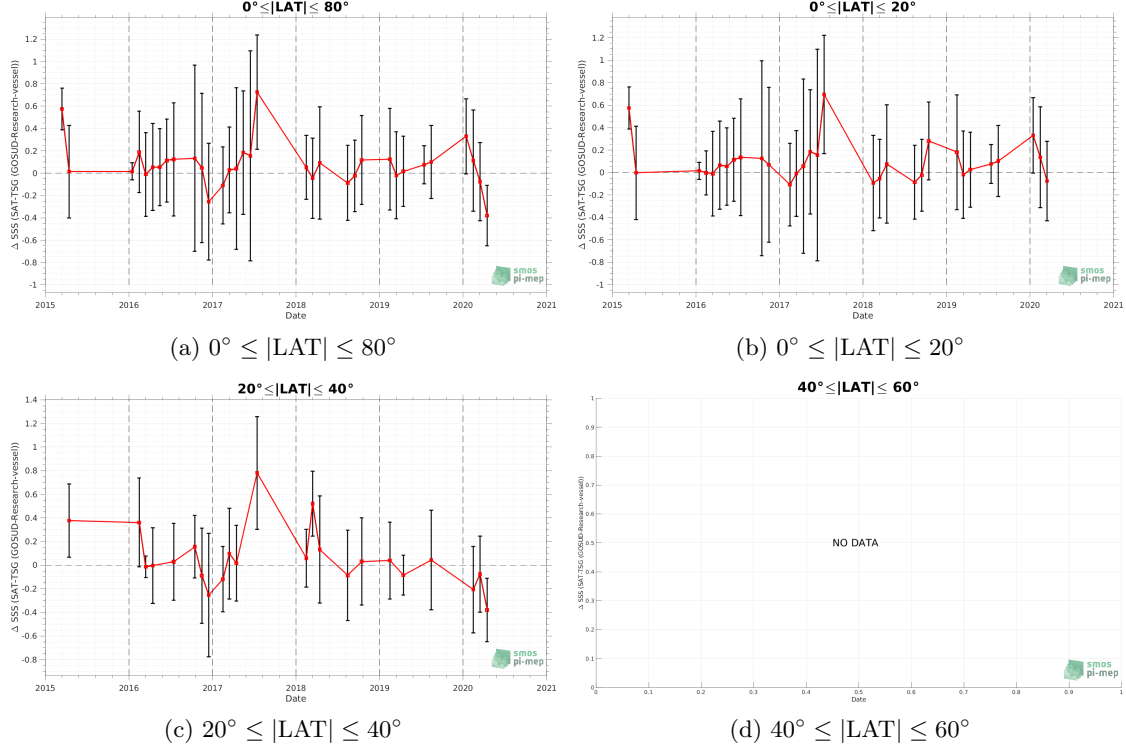 0°≤|LAT|≤ 80°
Δ SSS (SAT-TSG (GOSUD-Research-vessel))
1.2
1
0.8
0.6
0.4
0.2
0
-0.2
-0.4
-0.6
-0.8
-1
2015 2016 2017 2018 2019 2020 2021
Date
smos
pi-mep
(a) 0° ≤ |LAT| ≤ 80°
0°≤|LAT|≤ 20°
Δ SSS (SAT-TSG (GOSUD-Research-vessel))
1.2
1
0.8
0.6
0.4
0.2
0
-0.2
-0.4
-0.6
-0.8
-1
2015 2016 2017 2018 2019 2020 2021
Date
smos
pi-mep
(b) 0° ≤ |LAT| ≤ 20°
20°≤|LAT|≤ 40°
Δ SSS (SAT-TSG (GOSUD-Research-vessel))
1.4
1.2
1
0.8
0.6
0.4
0.2
0
-0.2
-0.4
-0.6
-0.8
2015 2016 2017 2018 2019 2020 2021
Date
smos
pi-mep
(c) 20° ≤ |LAT| ≤ 40°
40°≤|LAT|≤ 60°
Δ SSS (SAT-TSG (GOSUD-Research-vessel))
1
0.9
0.8
0.7
0.6
0.5
0.4
0.3
0.2
0.1
0
NO DATA
0 0.1 0.2 0.3 0.4 0.5 0.6 0.7 0.8 0.9 1
Date
smos
pi-mep
(d) 40° ≤ |LAT| ≤ 60°